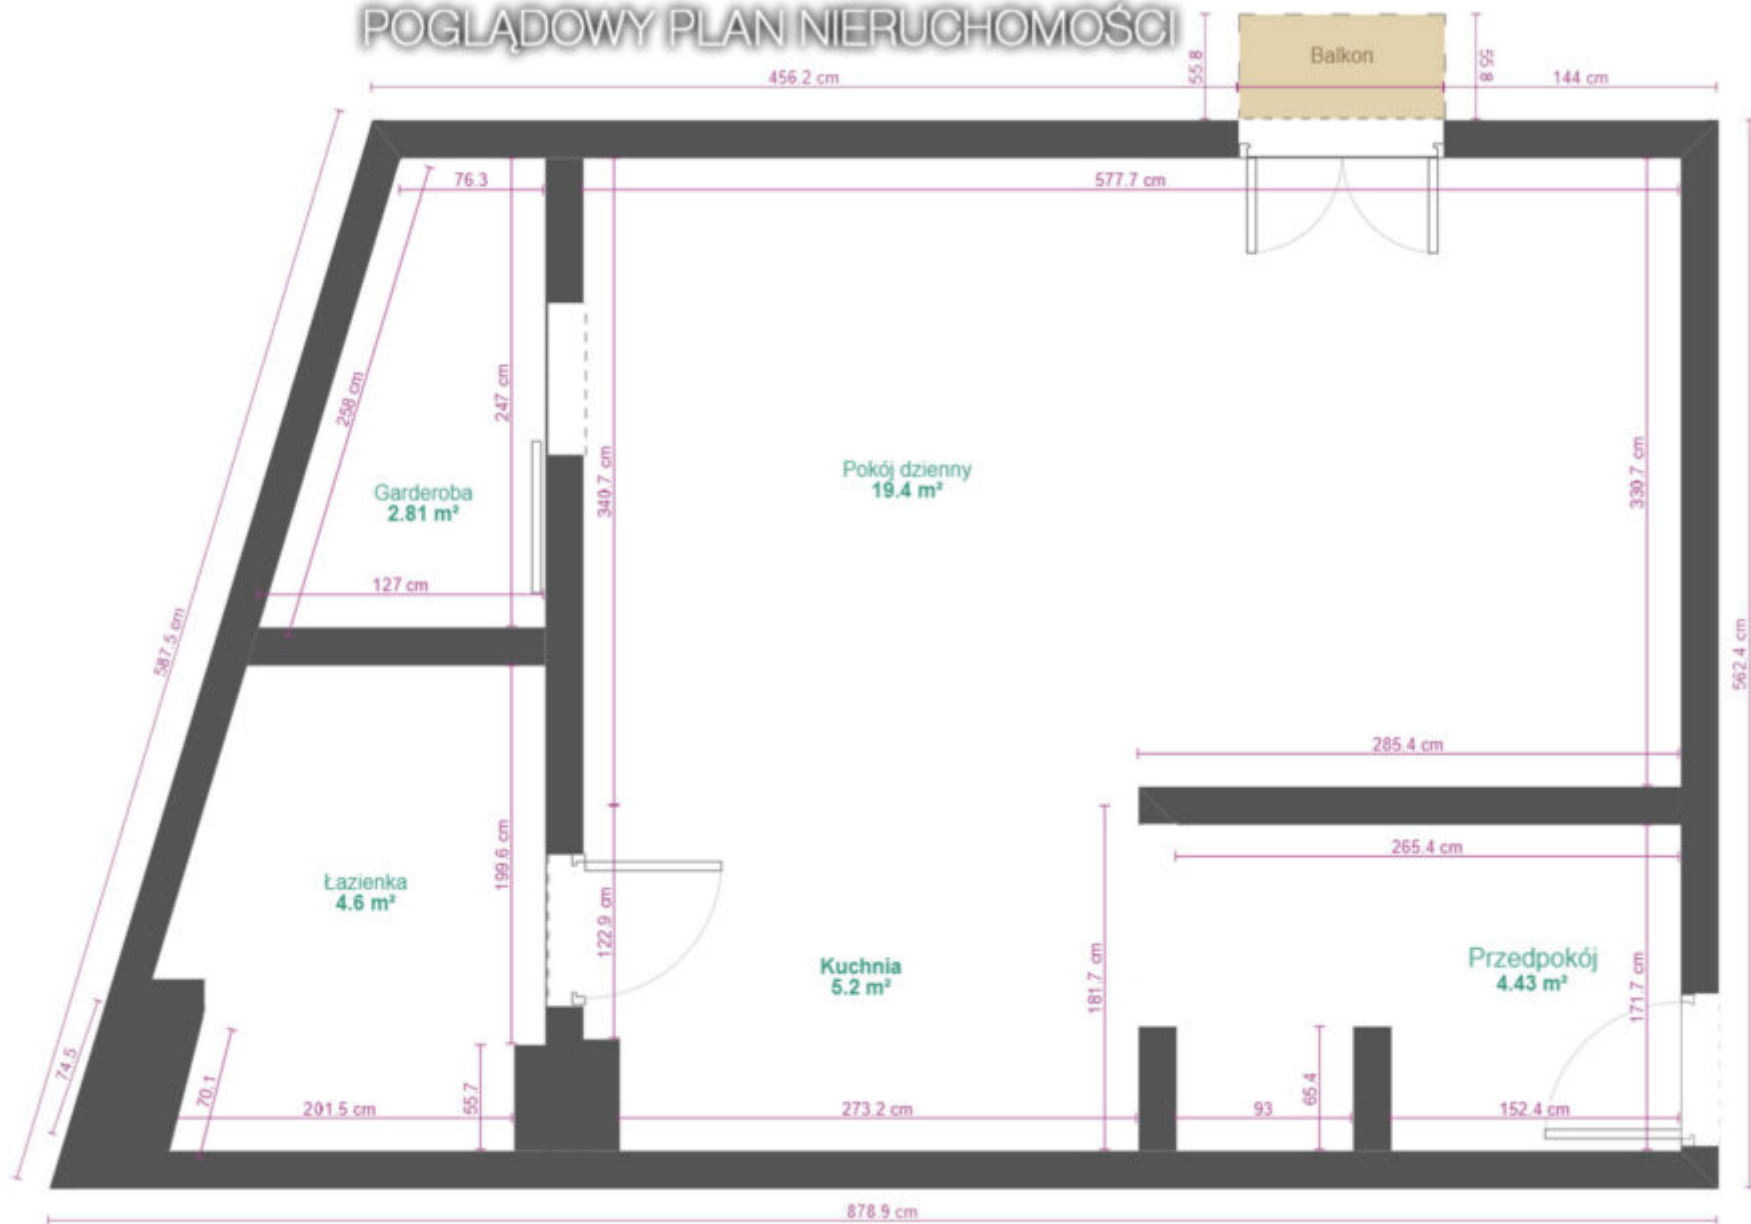 POGLĄDOWY PLAN NIERUCHOMOŚCI
Balkon
55.8
55.8
456.2 cm
144 cm
76.3
577.7 cm
258 cm
247 cm
340.7 cm
330.7 cm
Pokój dzienny
19.4 m²
Garderoba
2.81 m²
127 cm
587.5 cm
562.4 cm
285.4 cm
199.6 cm
265.4 cm
Łazienka
4.6 m²
122.9 cm
181.7 cm
171.7 cm
Kuchnia
5.2 m²
Przedpokój
4.43 m²
74.5
70.1
55.7
65.4
201.5 cm
273.2 cm
93
152.4 cm
878.9 cm